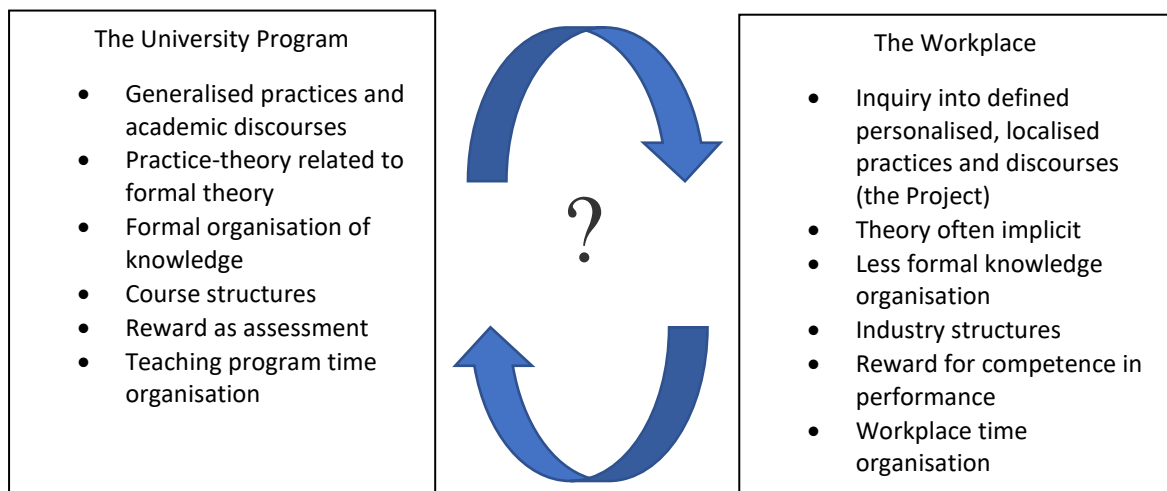 The University Program
• Generalised practices and
academic discourses
• Practice-theory related to
formal theory
• Formal organisation of
knowledge
• Course structures
• Reward as assessment
• Teaching program time
organisation
?
The Workplace
• Inquiry into defined
personalised, localised
practices and discourses
(the Project)
• Theory often implicit
• Less formal knowledge
organisation
• Industry structures
• Reward for competence in
performance
• Workplace time
organisation